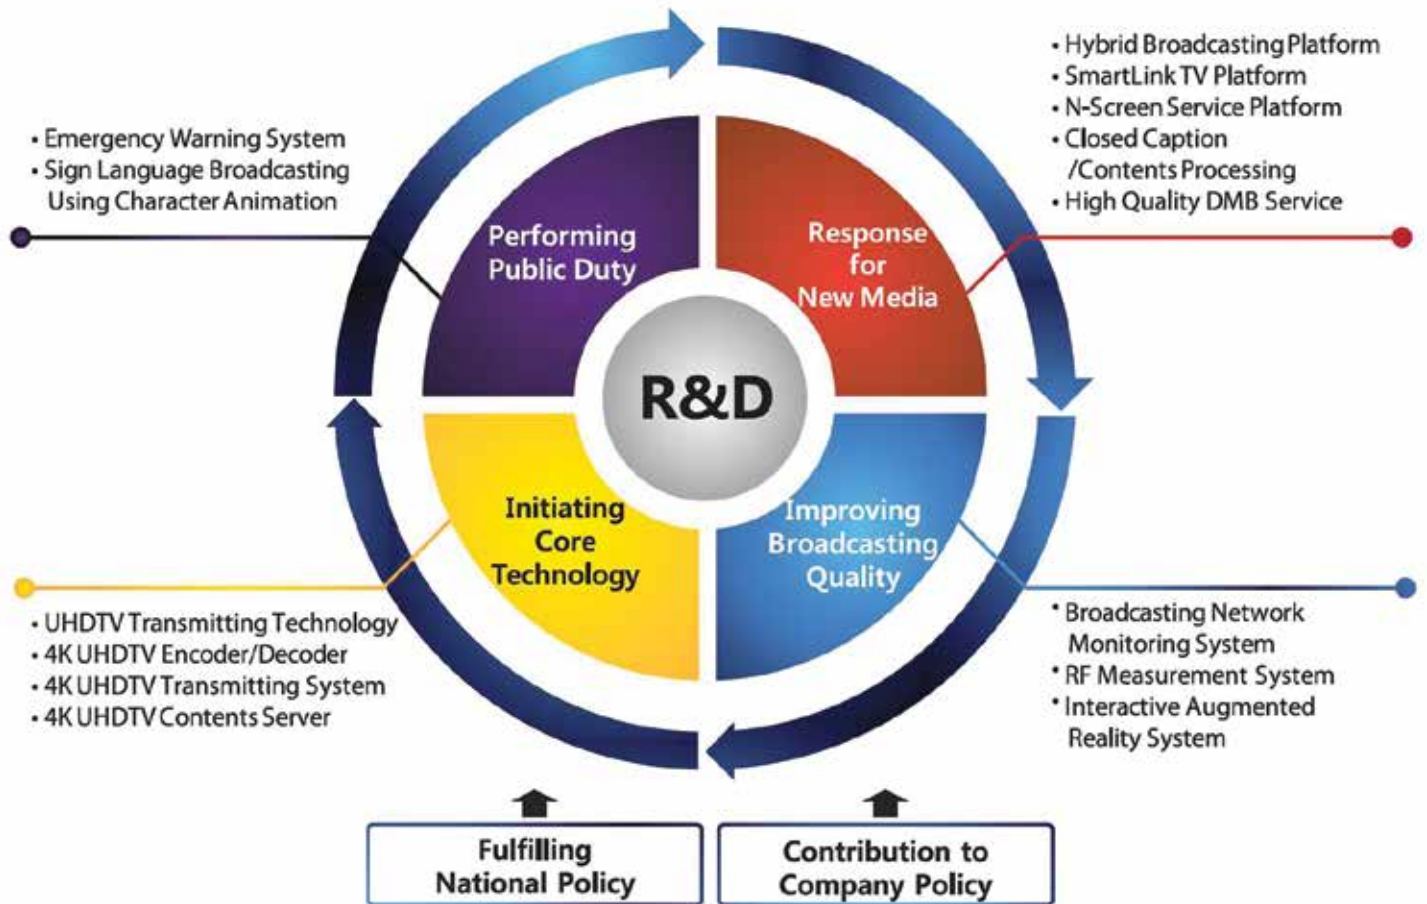 • Emergency Warning System
• Sign Language Broadcasting
Using Character Animation
• Hybrid Broadcasting Platform
• SmartLink TV Platform
• N-Screen Service Platform
• Closed Caption
/Contents Processing
• High Quality DMB Service
Performing
Public Duty
Response
for
New Media
R&D
Initiating
Core
Technology
Improving
Broadcasting
Quality
• UHDTV Transmitting Technology
• 4K UHDTV Encoder/Decoder
• 4K UHDTV Transmitting System
• 4K UHDTV Contents Server
• Broadcasting Network
Monitoring System
• RF Measurement System
• Interactive Augmented
Reality System
Fulfilling
National Policy
Contribution to
Company Policy